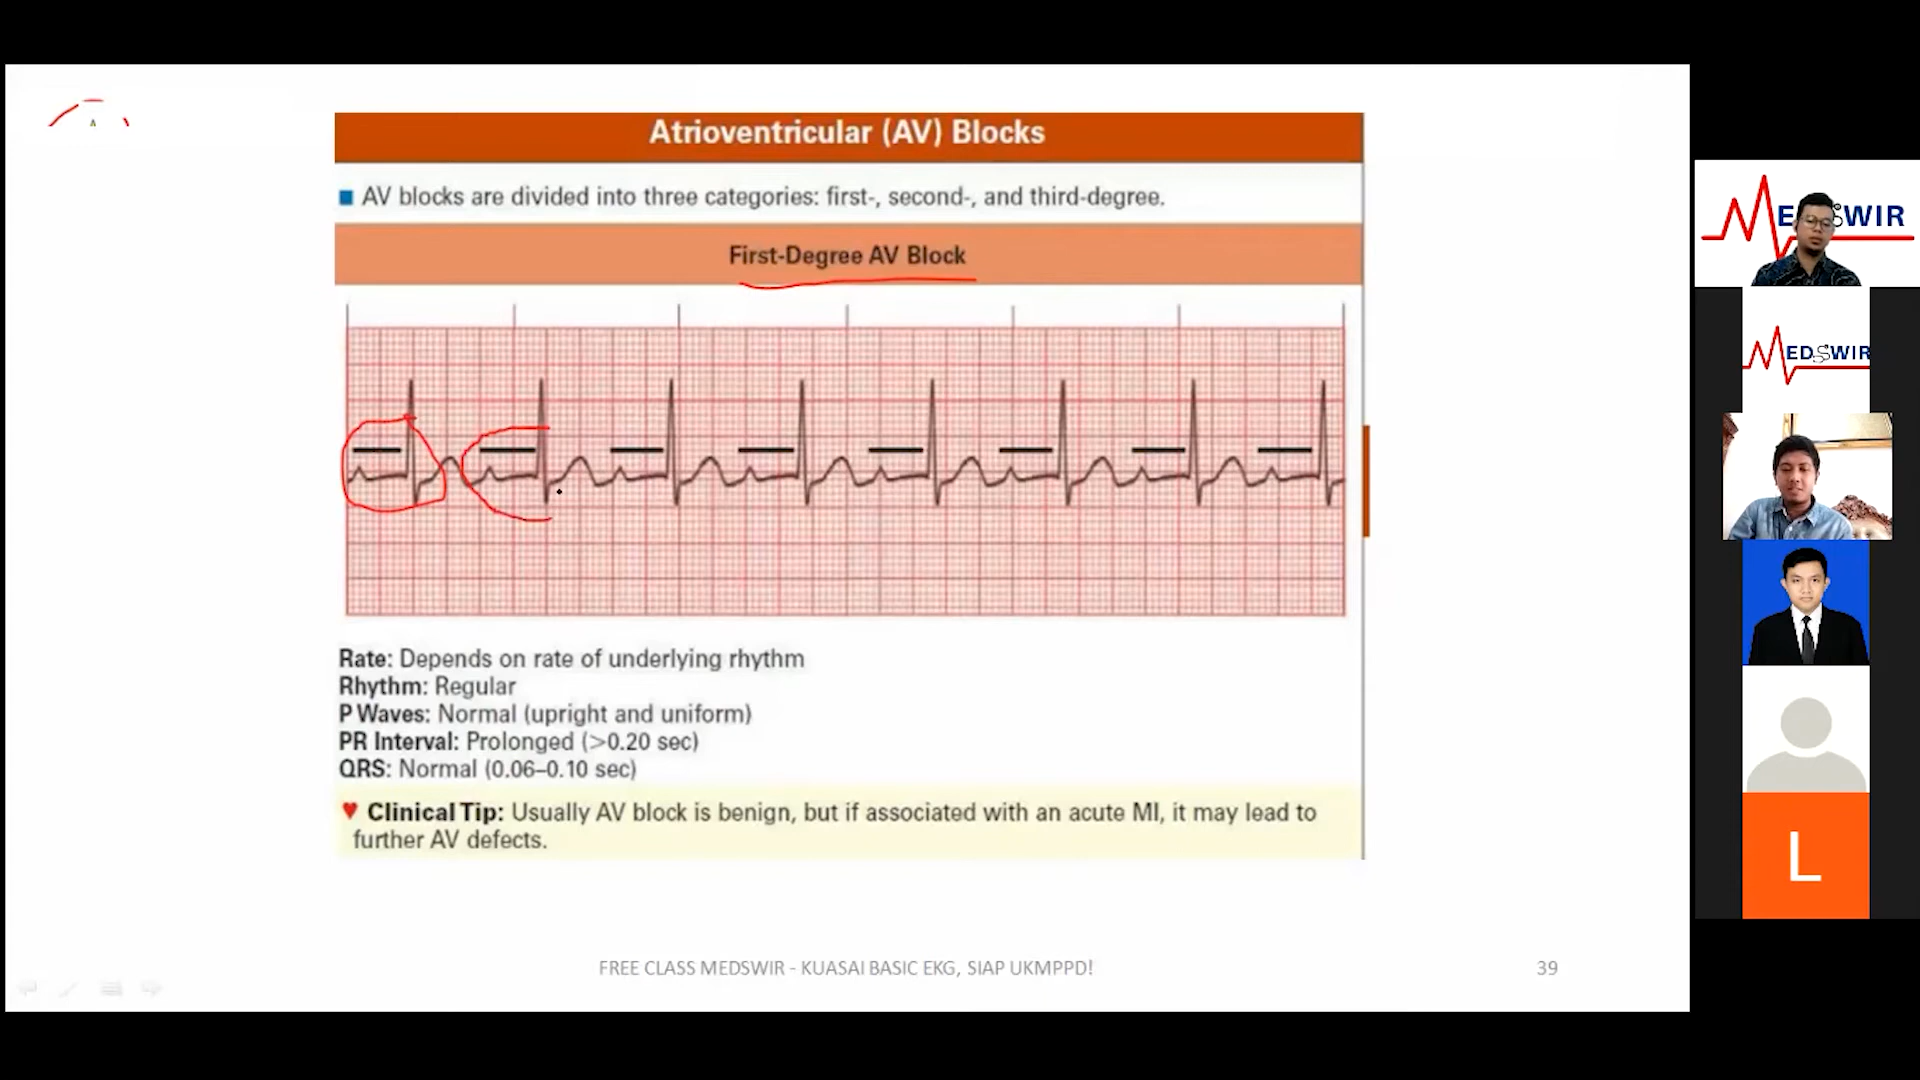 Atrioventricular (AV) Blocks
AV blocks are divided into three categories: first-, second-, and third-degree.
First-Degree AV Block
Rate: Depends on rate of underlying rhythm
Rhythm: Regular
P Waves: Normal (upright and uniform)
PR Interval: Prolonged (>0.20 sec)
QRS: Normal (0.06–0.10 sec)
♥ Clinical Tip: Usually AV block is benign, but if associated with an acute MI, it may lead to
further AV defects.
FREE CLASS MEDSWIR - KUASAI BASIC EKG, SIAP UKMPPD!
39
MEDSWIR
MEDSWIR
L